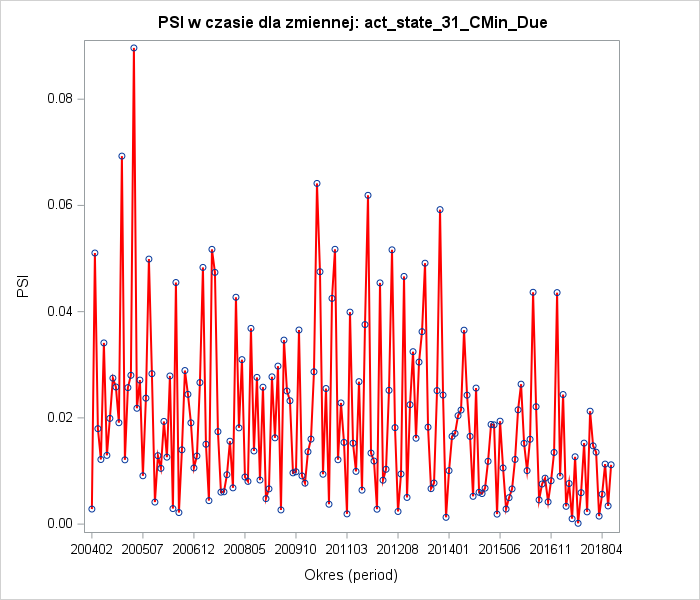 PSI w czasie dla zmiennej: act_state_31_CMin_Due
0.08
0.06
0.04
0.02
0.00
PSI
200402 200507 200612 200805 200910 201103 201208 201401 201506 201611 201804
Okres (period)